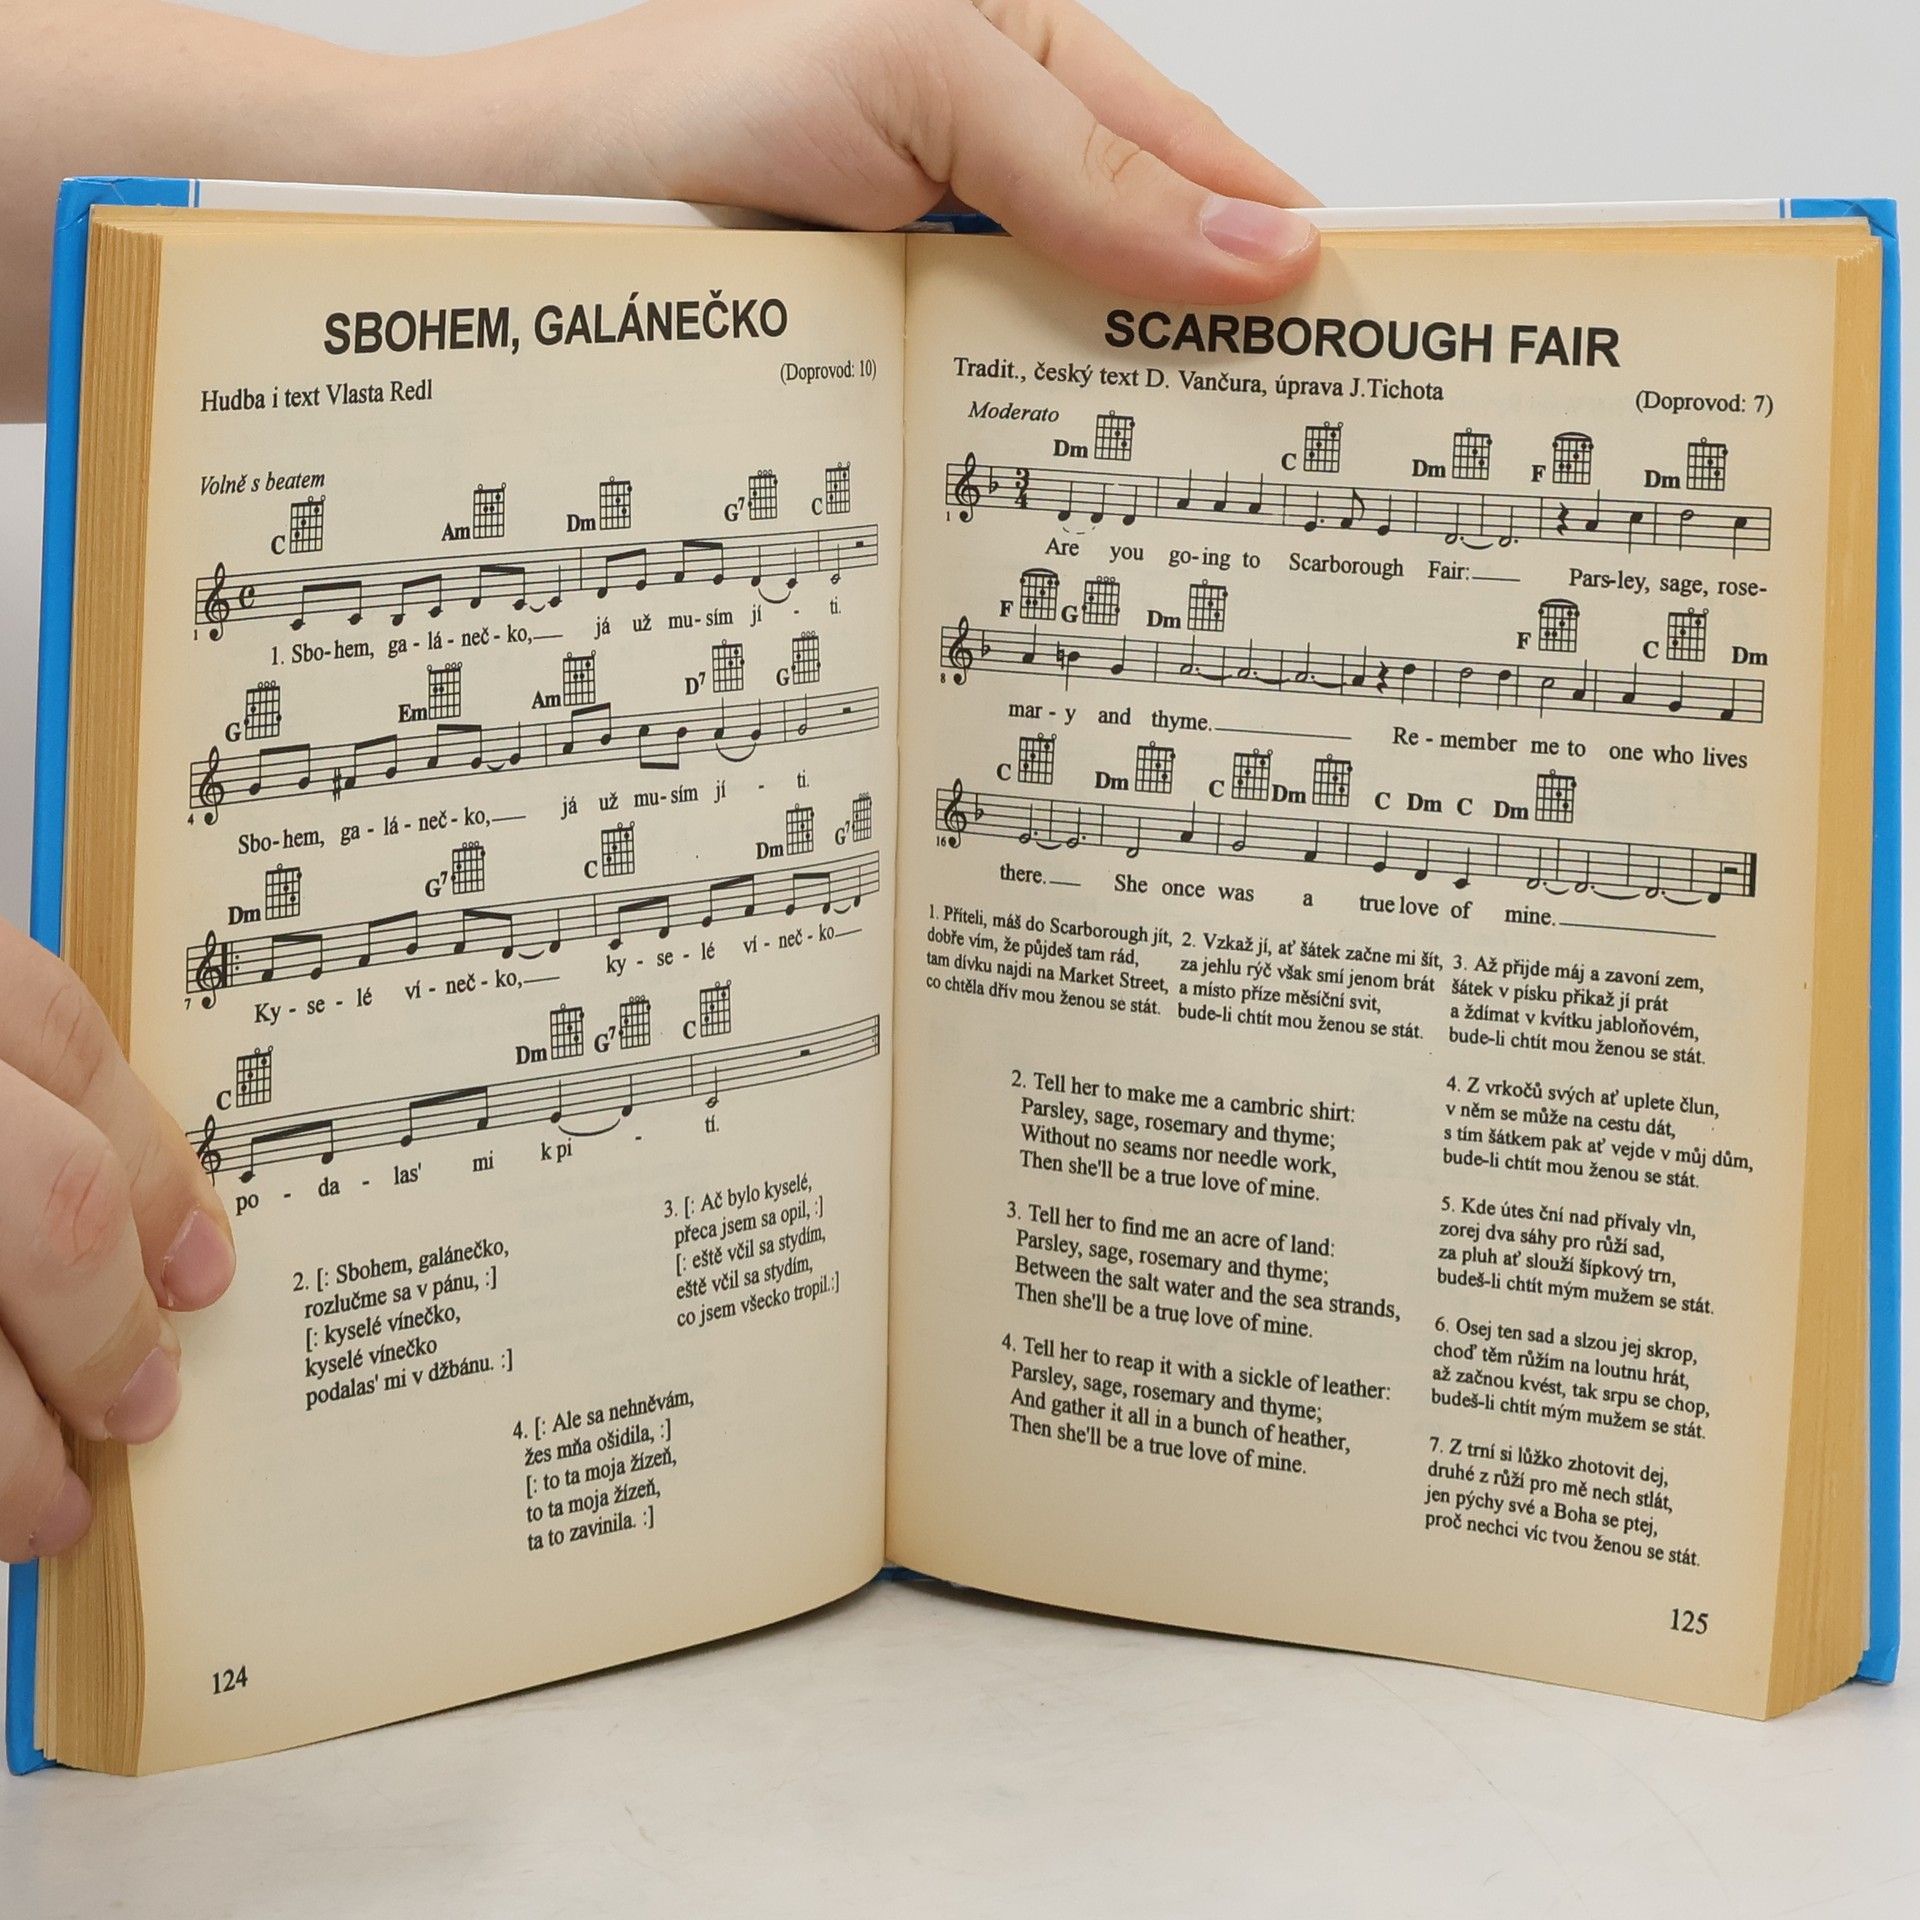 SBOHEM, GALÁNEČKO
(Doprovod: 10)
Hudba i text Vlasta Redl
Volně s beatem
C Am Dm G7 C
1
1. Sbo-hem, ga - lá - neč - ko, já už mu-sím jí - ti.
G Em Am D7 G
4
Sbo-hem, ga - lá - neč - ko, já už mu-sím jí - ti.
Dm G7 C Dm G7
7
Ky - se - lé ví - neč - ko, ky - se - lé ví - neč - ko
C Dm G7 C
po - da - las' mi k pi - tí.
2. [: Sbohem, galánečko,
rozlučme sa v pánu, :]
[: kyselé vínečko,
kyselé vínečko
podalas' mi v džbánu. :]
3. [: Ač bylo kyselé,
přeca jsem sa opil, :]
[: eště včil sa stydím,
eště včil sa stydím,
co jsem všecko tropil.:]
4. [: Ale sa nehněvám,
žes mňa ošidila, :]
[: to ta moja žízeň,
to ta moja žízeň,
ta to zavinila. :]
124
SCARBOROUGH FAIR
Tradit., český text D. Vančura, úprava J.Tichota
(Doprovod: 7)
Moderato
Dm C Dm F Dm
3
4
1
Are you go-ing to Scarborough Fair: Pars-ley, sage, rose-
F G Dm F C Dm
8
mar - y and thyme. Re - member me to one who lives
C Dm C Dm C Dm C Dm
16
there. She once was a true love of mine.
1. Příteli, máš do Scarborough jít,
dobře vím, že půjdeš tam rád,
tam dívku najdi na Market Street,
co chtěla dřív mou ženou se stát.
2. Vzkaž jí, ať šátek začne mi šít,
za jehlu rýč však smí jenom brát
a místo příze měsíční svit,
bude-li chtít mou ženou se stát.
3. Až přijde máj a zavoní zem,
šátek v písku přikaž jí prát
a ždímat v kvítku jabloňovém,
bude-li chtít mou ženou se stát.
2. Tell her to make me a cambric shirt:
Parsley, sage, rosemary and thyme;
Without no seams nor needle work,
Then she'll be a true love of mine.
3. Tell her to find me an acre of land:
Parsley, sage, rosemary and thyme;
Between the salt water and the sea strands,
Then she'll be a true love of mine.
4. Tell her to reap it with a sickle of leather:
Parsley, sage, rosemary and thyme;
And gather it all in a bunch of heather,
Then she'll be a true love of mine.
4. Z vrkočů svých ať uplete člun,
v něm se může na cestu dát,
s tím šátkem pak ať vejde v můj dům,
bude-li chtít mou ženou se stát.
5. Kde útes ční nad přívaly vln,
zorej dva sáhy pro růží sad,
za pluh ať slouží šípkový trn,
budeš-li chtít mým mužem se stát.
6. Osej ten sad a slzou jej skrop,
choď těm růžím na loutnu hrát,
až začnou kvést, tak srpu se chop,
budeš-li chtít mým mužem se stát.
7. Z trní si lůžko zhotovit dej,
druhé z růží pro mě nech stlát,
jen pýchy své a Boha se ptej,
proč nechci víc tvou ženou se stát.
125